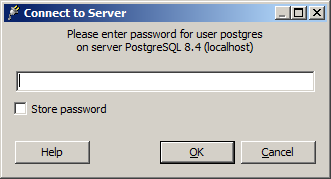 Connect to Server
Please enter password for user postgres
on server PostgreSQL 8.4 (localhost)
Store password
Help
OK
Cancel